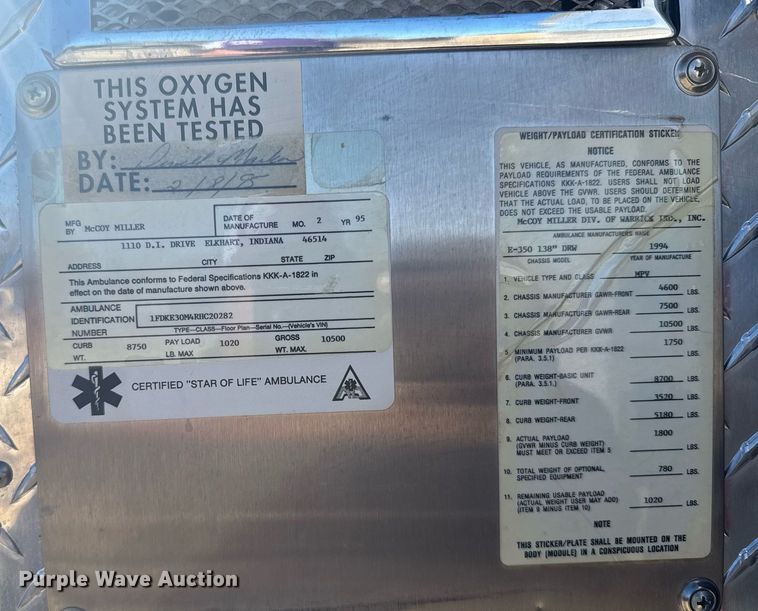 THIS OXYGEN
SYSTEM HAS
BEEN TESTED
BY:
DATE: 2/8/95
MFG BY McCOY MILLER DATE OF MANUFACTURE MO. 2 YR 95
1110 D.I. DRIVE ELKHART, INDIANA 46514
ADDRESS CITY STATE ZIP
This Ambulance conforms to Federal Specifications KKK-A-1822 in
effect on the date of manufacture shown above.
AMBULANCE
IDENTIFICATION 1FDKE30M4RHC20282
NUMBER TYPE—CLASS—Floor Plan—Serial No.—(Vehicle's VIN)
CURB WT. 8750 PAY LOAD LB. MAX 1020 GROSS WT. MAX. 10500
CERTIFIED "STAR OF LIFE" AMBULANCE
WEIGHT/PAYLOAD CERTIFICATION STICKER
NOTICE
THIS VEHICLE, AS MANUFACTURED, CONFORMS TO THE
PAYLOAD REQUIREMENTS OF THE FEDERAL AMBULANCE
SPECIFICATIONS KKK-A-1822. USERS SHALL NOT LOAD
VEHICLE ABOVE THE GVWR. USERS SHOULD DETERMINE
THAT THE ACTUAL LOAD, TO BE PLACED ON THE VEHICLE,
DOES NOT EXCEED THE USABLE PAYLOAD.
McCOY MILLER DIV. OF WARRICK IND., INC.
AMBULANCE MANUFACTURERS NAME
E-350 138" DRW 1994
CHASSIS MODEL YEAR OF MANUFACTURE
1. VEHICLE TYPE AND CLASS MPV
2. CHASSIS MANUFACTURER GAWR-FRONT 4600 LBS.
3. CHASSIS MANUFACTURER GAWR-REAR 7500 LBS.
4. CHASSIS MANUFACTURER GVWR 10500 LBS.
5. MINIMUM PAYLOAD PER KKK-A-1822 1750 LBS.
(PARA. 3.5.1)
6. CURB WEIGHT-BASIC UNIT 8700 LBS.
(PARA. 3.5.1.)
7. CURB WEIGHT-FRONT 3520 LBS.
8. CURB WEIGHT-REAR 5180 LBS.
9. ACTUAL PAYLOAD 1800 LBS.
(GVWR MINUS CURB WEIGHT)
MUST MEET OR EXCEED ITEM 5
10. TOTAL WEIGHT OF OPTIONAL, 780 LBS.
SPECIFIED EQUIPMENT
11. REMAINING USABLE PAYLOAD 1020 LBS.
(ACTUAL WEIGHT USER MAY ADD)
(ITEM 9 MINUS ITEM 10)
NOTE
THIS STICKER/PLATE SHALL BE MOUNTED ON THE
BODY (MODULE) IN A CONSPICUOUS LOCATION
Purple Wave Auction